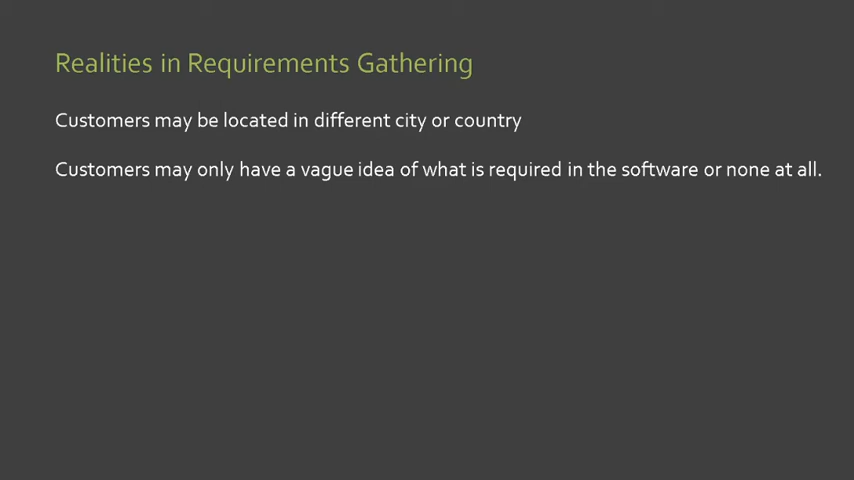 Realities in Requirements Gathering
Customers may be located in different city or country
Customers may only have a vague idea of what is required in the software or none at all.